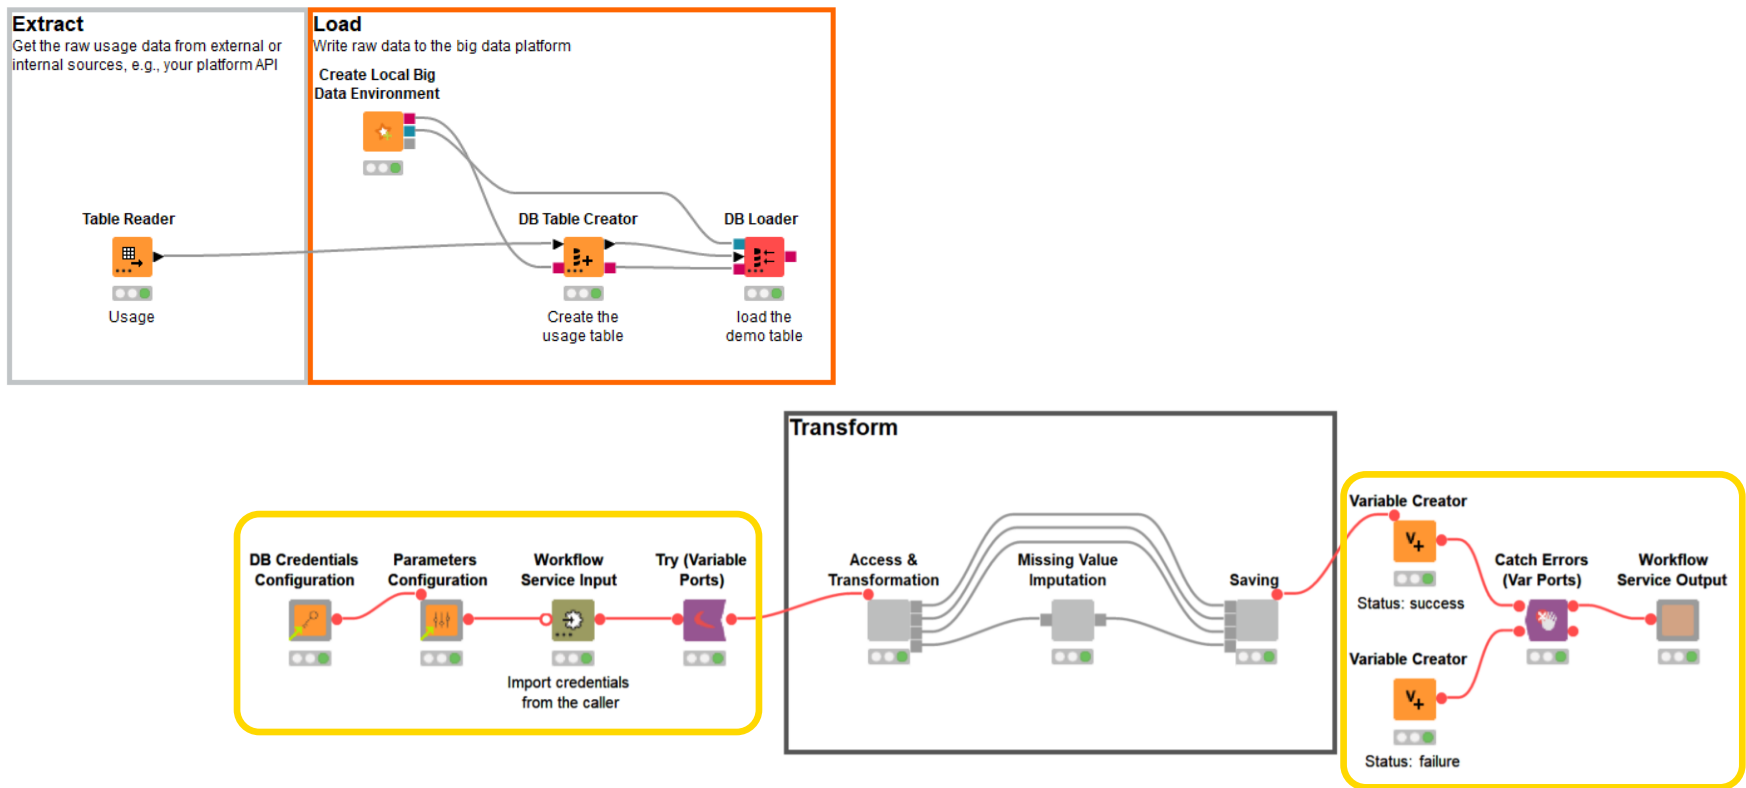 Extract
Get the raw usage data from external or
internal sources, e.g., your platform API
Load
Write raw data to the big data platform
Create Local Big
Data Environment
Table Reader
Usage
DB Table Creator
Create the
usage table
DB Loader
load the
demo table
Transform
DB Credentials
Configuration
Parameters
Configuration
Workflow
Service Input
Import credentials
from the caller
Try (Variable
Ports)
Access &
Transformation
Missing Value
Imputation
Saving
Variable Creator
V+
Status: success
Variable Creator
V+
Status: failure
Catch Errors
(Var Ports)
Workflow
Service Output